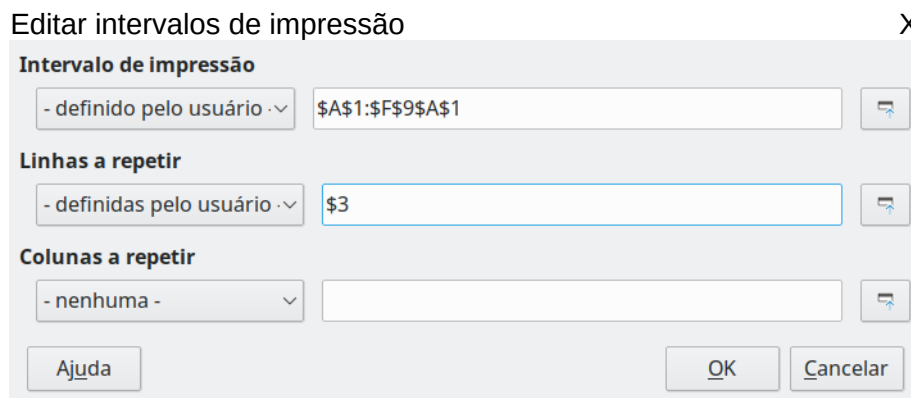 Editar intervalos de impressão X
Intervalo de impressão
- definido pelo usuário - $A$1:$F$9$A$1
Linhas a repetir
- definidas pelo usuário - $3
Colunas a repetir
- nenhuma -
Ajuda OK Cancelar